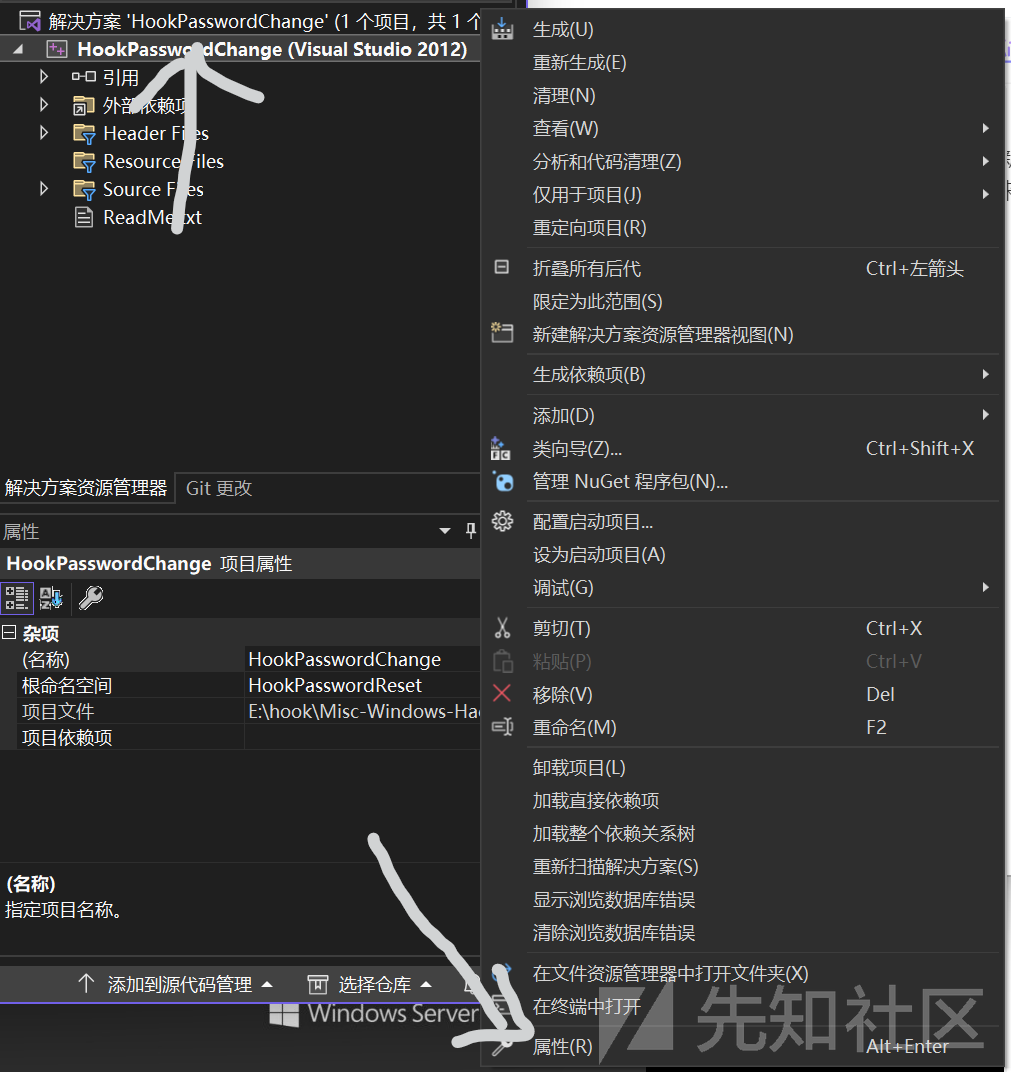 解决方案 'HookPasswordChange' (1 个项目，共 1 个
HookPasswordChange (Visual Studio 2012)
引用
外部依赖项
Header Files
Resource Files
Source Files
ReadMe.txt
解决方案资源管理器
Git 更改
属性
HookPasswordChange 项目属性
杂项
(名称) HookPasswordChange
根命名空间 HookPasswordReset
项目文件 E:\hook\Misc-Windows-Hac
项目依赖项
(名称)
指定项目名称。
添加到源代码管理
选择仓库
Windows Server
生成(U)
重新生成(E)
清理(N)
查看(W)
分析和代码清理(Z)
仅用于项目(J)
重定向项目(R)
折叠所有后代 Ctrl+左箭头
限定为此范围(S)
新建解决方案资源管理器视图(N)
生成依赖项(B)
添加(D)
类向导(Z)... Ctrl+Shift+X
管理 NuGet 程序包(N)...
配置启动项目...
设为启动项目(A)
调试(G)
剪切(T) Ctrl+X
粘贴(P) Ctrl+V
移除(V) Del
重命名(M) F2
卸载项目(L)
加载直接依赖项
加载整个依赖关系树
重新扫描解决方案(S)
显示浏览数据库错误
清除浏览数据库错误
在文件资源管理器中打开文件夹(X)
在终端中打开
属性(R) Alt+Enter
先知社区